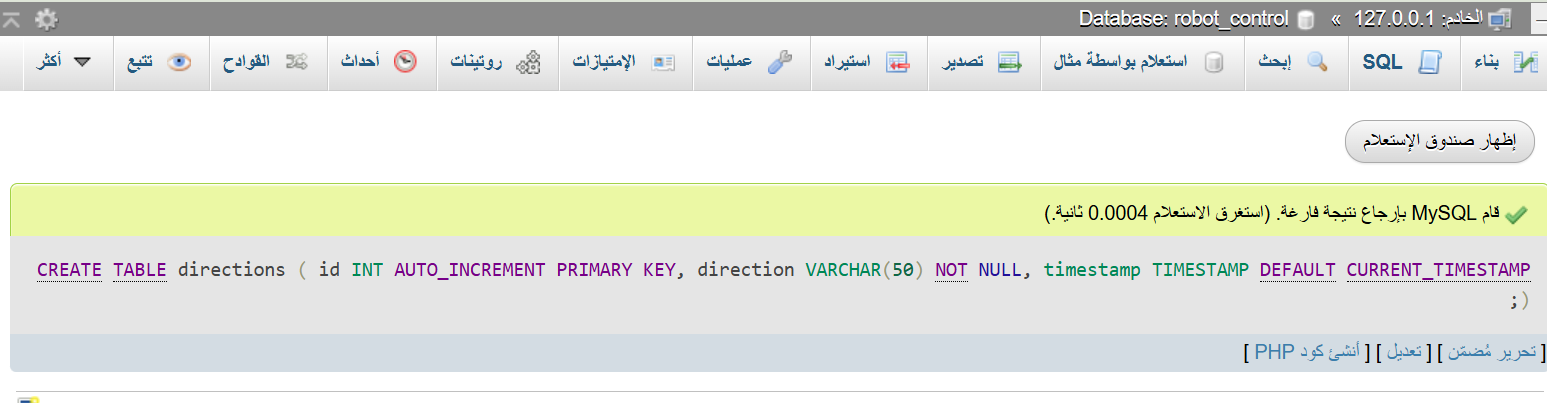 الخادم: 127.0.0.1 » Database: robot_control
بناء SQL إبحث استعلام بواسطة مثال تصدير استيراد عمليات الإمتيازات روتينات أحداث القوادح تتبع أكثر
إظهار صندوق الإستعلام
قام MySQL بإرجاع نتيجة فارغة. (استغرق الاستعلام 0.0004 ثانية.)
CREATE TABLE directions ( id INT AUTO_INCREMENT PRIMARY KEY, direction VARCHAR(50) NOT NULL, timestamp TIMESTAMP DEFAULT CURRENT_TIMESTAMP
);
[ تحرير مُضمّن ] [ تعديل ] [ أنشئ كود PHP ]